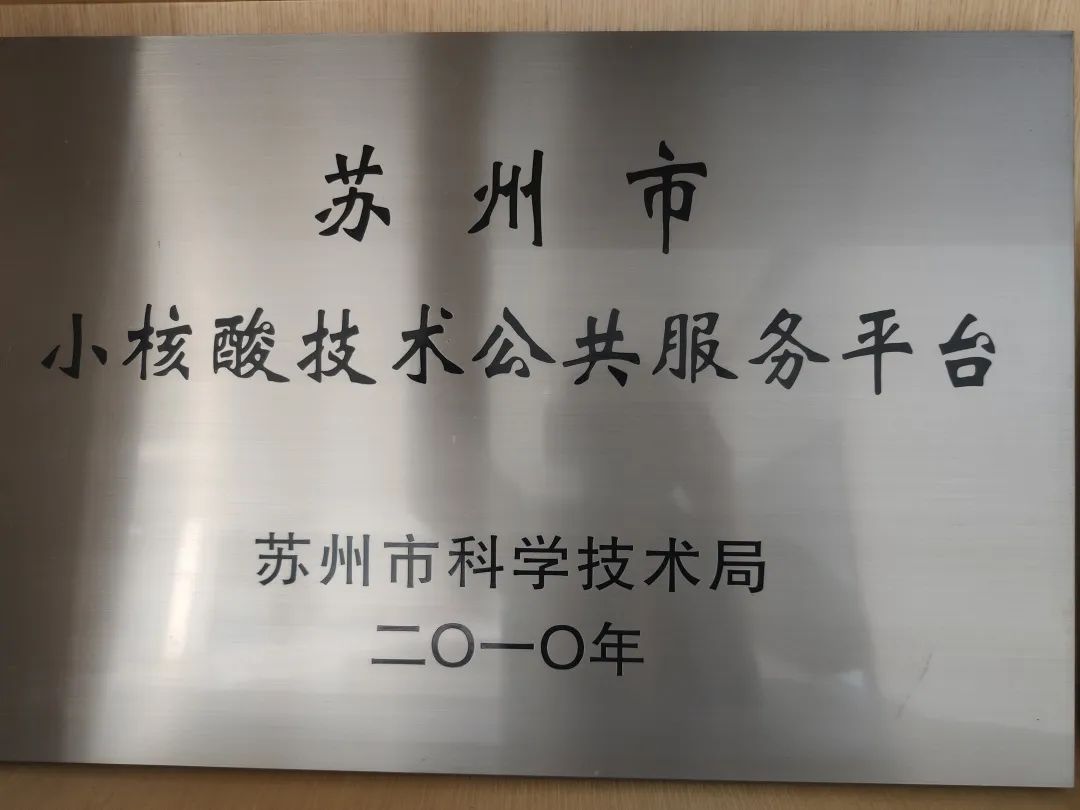 苏州市
小核酸技术公共服务平台
苏州市科学技术局
二〇一〇年